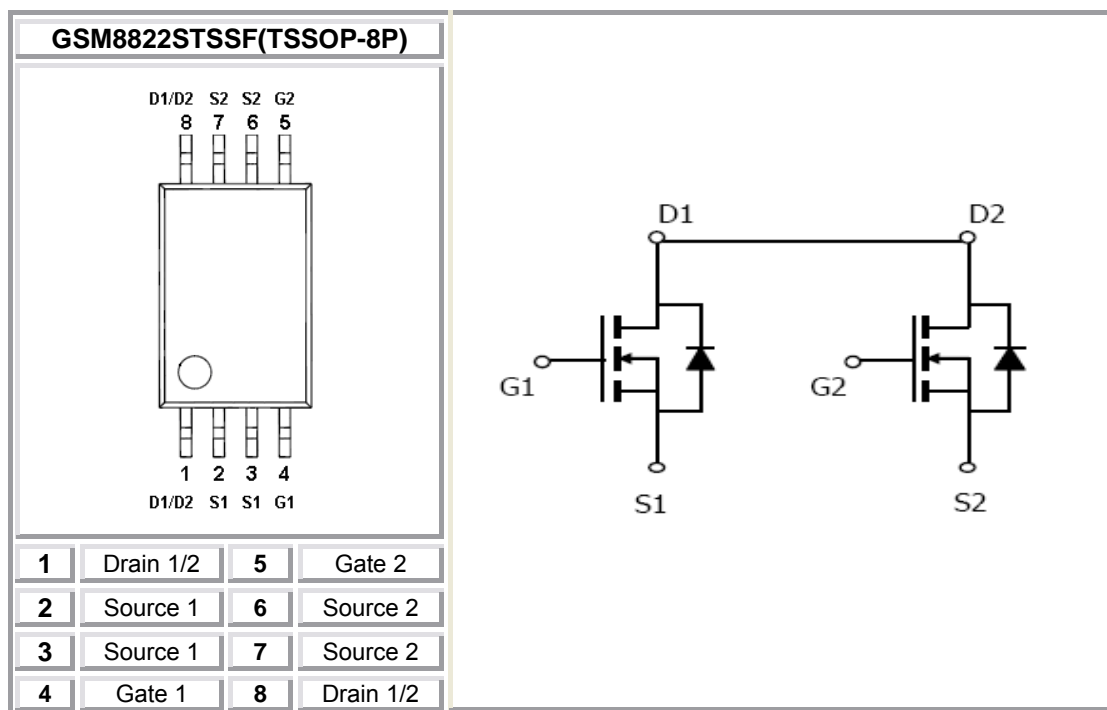 GSM8822STSSF(TSSOP-8P)
D1/D2 S2 S2 G2
8 7 6 5
1 2 3 4
D1/D2 S1 S1 G1
D1 D2
G1 G2
S1 S2
1 Drain 1/2 5 Gate 2
2 Source 1 6 Source 2
3 Source 1 7 Source 2
4 Gate 1 8 Drain 1/2